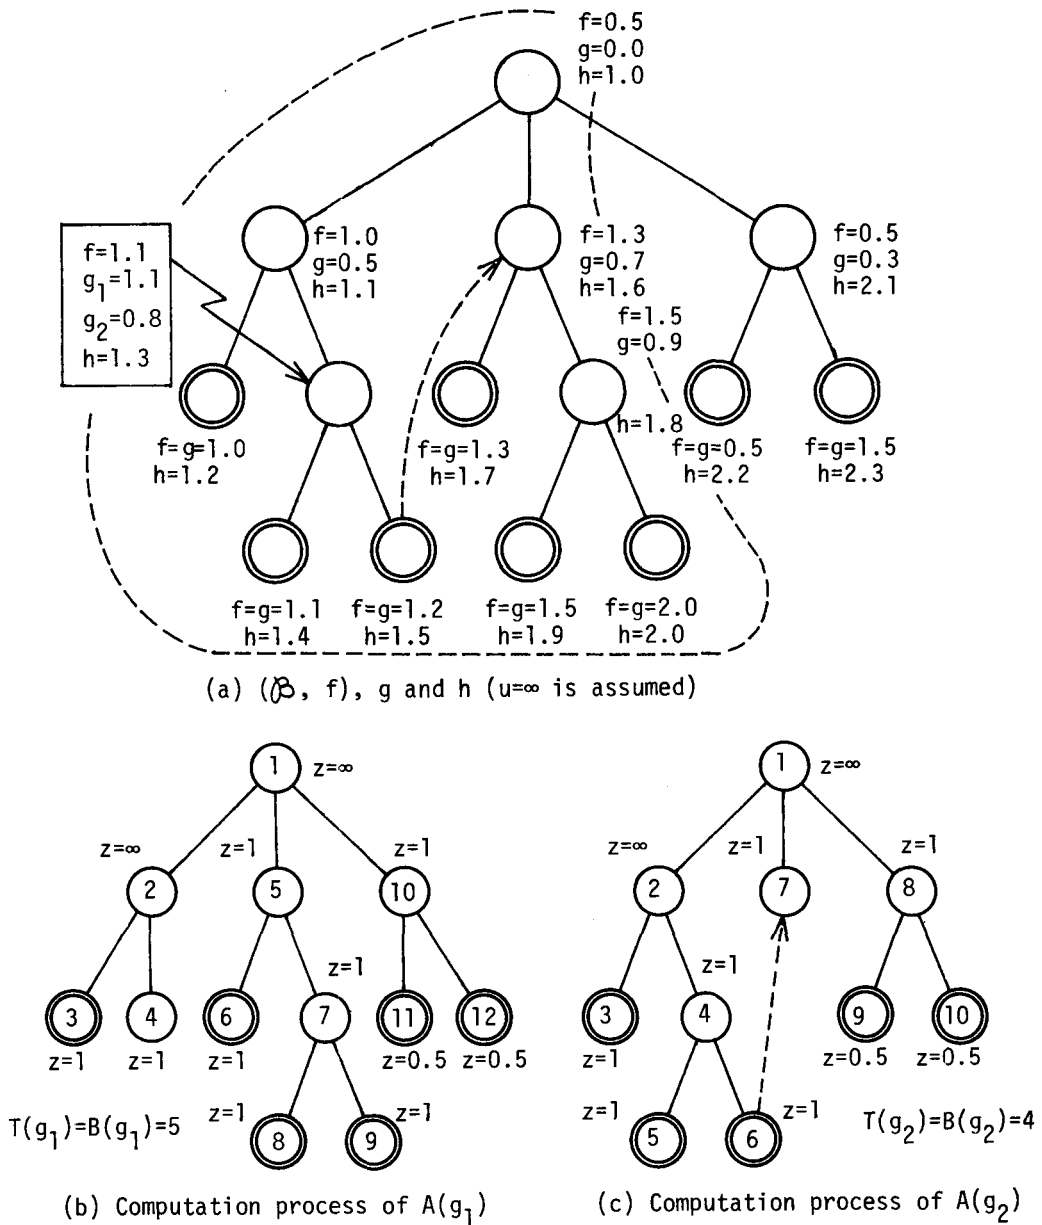 f=0.5
g=0.0
h=1.0
f=1.1
g₁=1.1
g₂=0.8
h=1.3
f=1.0
g=0.5
h=1.1
f=1.3
g=0.7
h=1.6
f=0.5
g=0.3
h=2.1
f=1.5
g=0.9
h=1.8
f=g=1.0
h=1.2
f=g=1.3
h=1.7
f=g=0.5
h=2.2
f=g=1.5
h=2.3
f=g=1.1
h=1.4
f=g=1.2
h=1.5
f=g=1.5
h=1.9
f=g=2.0
h=2.0
(a) (ℬ, f), g and h (u=∞ is assumed)
1 z=∞
z=∞ z=1 z=1
2 5 10
z=1
3 4 6 7 11 12
z=1 z=1 z=1 z=0.5 z=0.5
z=1 z=1
8 9
T(g₁)=B(g₁)=5
(b) Computation process of A(g₁)
1 z=∞
z=∞ z=1 z=1
2 7 8
z=1
3 4 9 10
z=1 z=0.5 z=0.5
z=1 z=1
5 6
T(g₂)=B(g₂)=4
(c) Computation process of A(g₂)